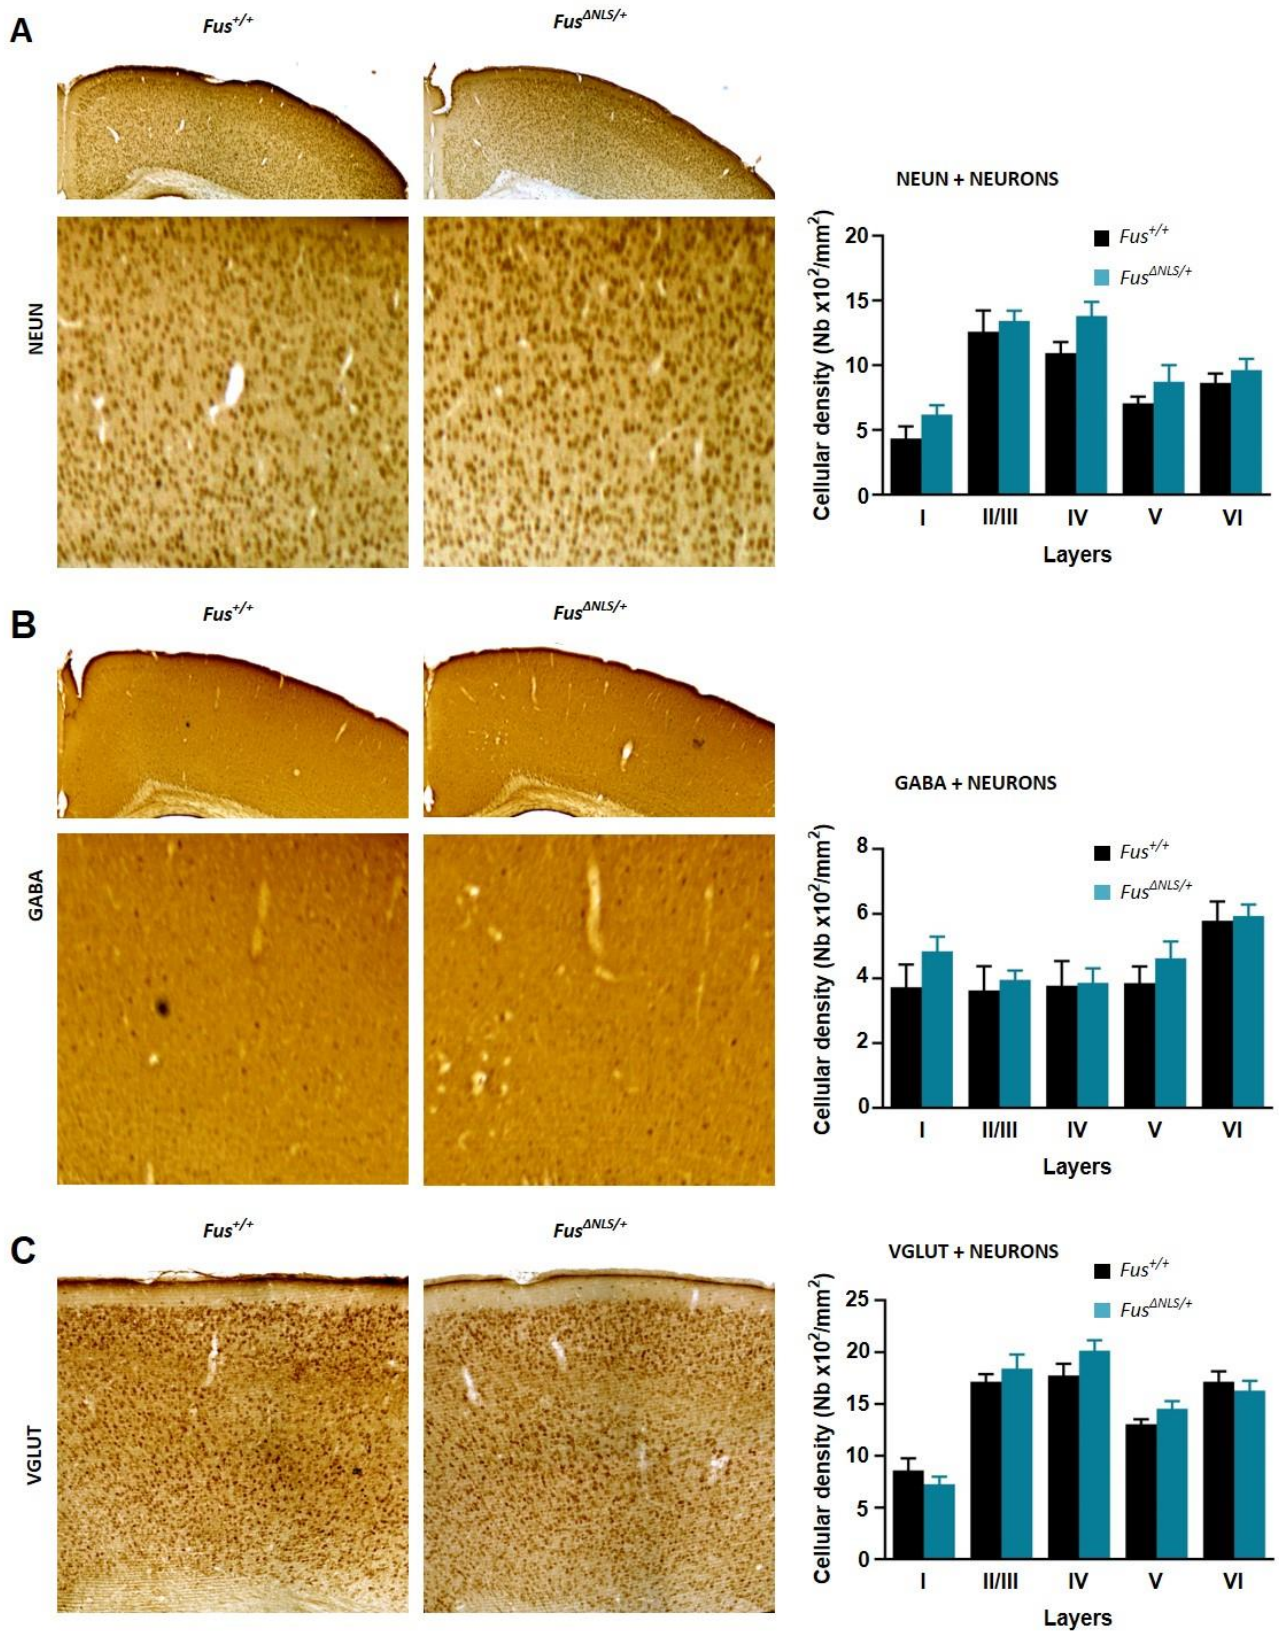 A
Fus+/+
FusΔNLS/+
NEUN
NEUN + NEURONS
Fus+/+
FusΔNLS/+
Cellular density (Nb x10²/mm²)
20
15
10
5
0
I II/III IV V VI
Layers
B
Fus+/+
FusΔNLS/+
GABA
GABA + NEURONS
Fus+/+
FusΔNLS/+
Cellular density (Nb x10²/mm²)
8
6
4
2
0
I II/III IV V VI
Layers
C
Fus+/+
FusΔNLS/+
VGLUT
VGLUT + NEURONS
Fus+/+
FusΔNLS/+
Cellular density (Nb x10²/mm²)
25
20
15
10
5
0
I II/III IV V VI
Layers